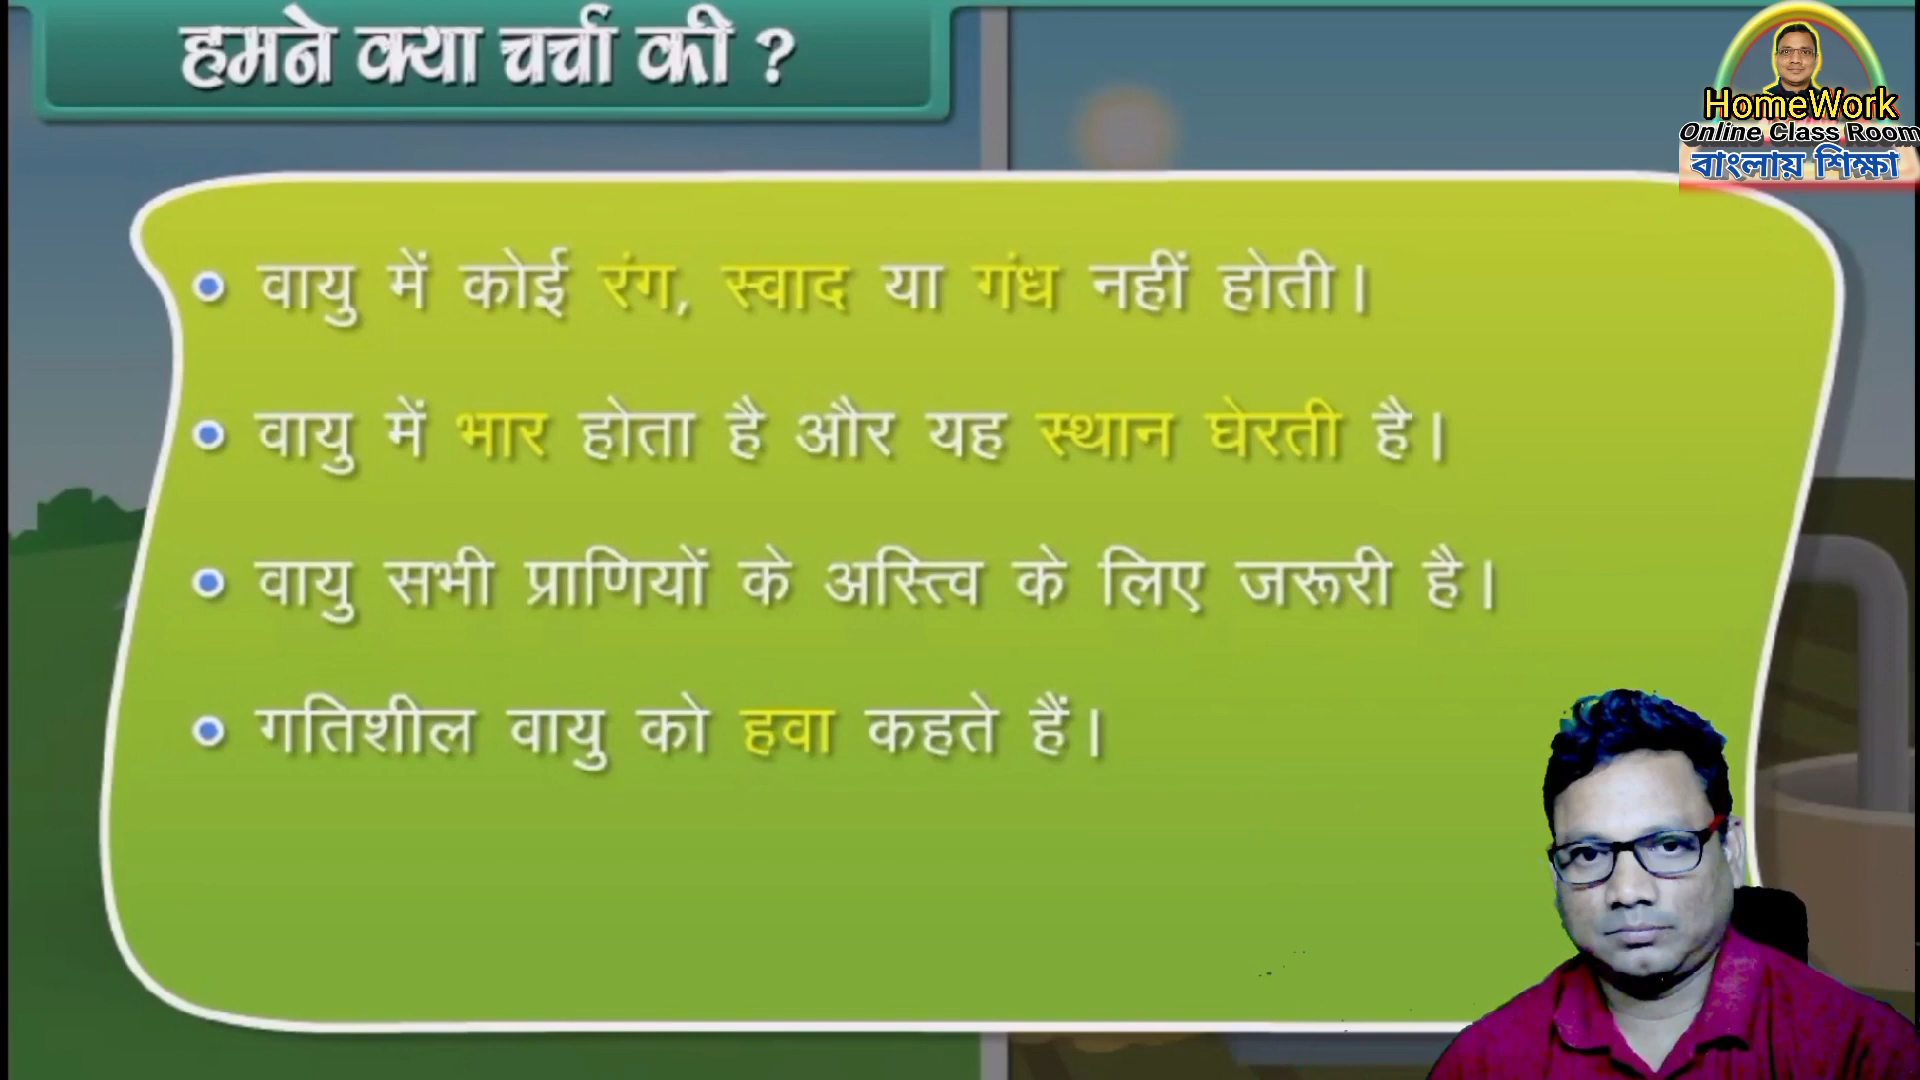 हमने क्या चर्चा की ?
HomeWork
Online Class Room
বাংলায় শিক্ষা
वायु में कोई रंग, स्वाद या गंध नहीं होती।
वायु में भार होता है और यह स्थान घेरती है।
वायु सभी प्राणियों के अस्त्वि के लिए जरूरी है।
गतिशील वायु को हवा कहते हैं।